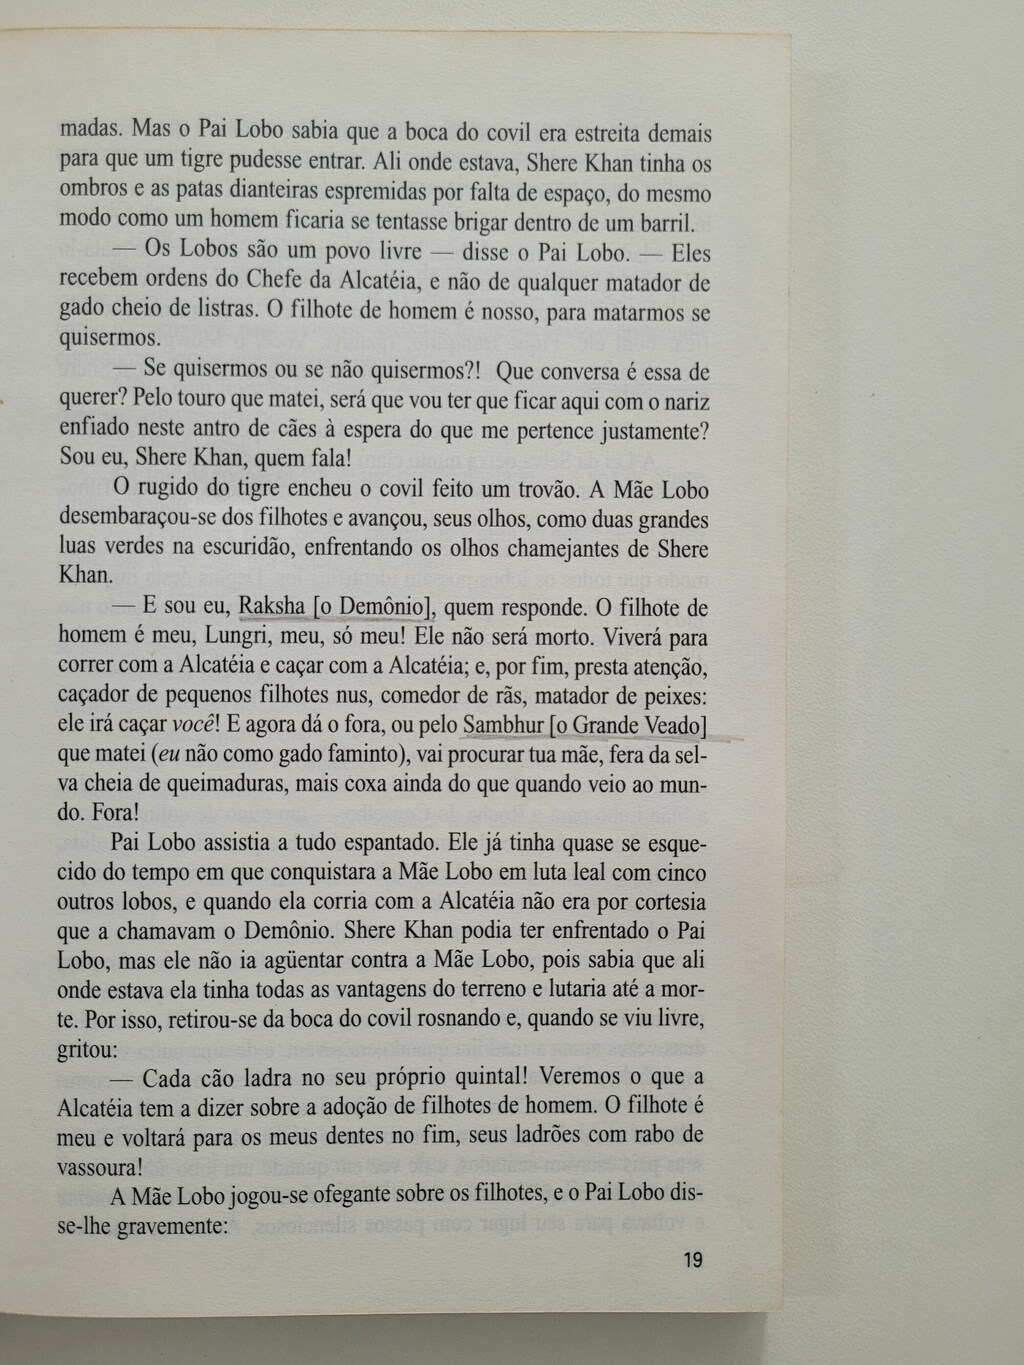 madas. Mas o Pai Lobo sabia que a boca do covil era estreita demais
para que um tigre pudesse entrar. Ali onde estava, Shere Khan tinha os
ombros e as patas dianteiras espremidas por falta de espaço, do mesmo
modo como um homem ficaria se tentasse brigar dentro de um barril.
— Os Lobos são um povo livre — disse o Pai Lobo. — Eles
recebem ordens do Chefe da Alcatéia, e não de qualquer matador de
gado cheio de listras. O filhote de homem é nosso, para matarmos se
quisermos.
— Se quisermos ou se não quisermos?! Que conversa é essa de
querer? Pelo touro que matei, será que vou ter que ficar aqui com o nariz
enfiado neste antro de cães à espera do que me pertence justamente?
Sou eu, Shere Khan, quem fala!
O rugido do tigre encheu o covil feito um trovão. A Mãe Lobo
desembaraçou-se dos filhotes e avançou, seus olhos, como duas grandes
luas verdes na escuridão, enfrentando os olhos chamejantes de Shere
Khan.
— E sou eu, Raksha [o Demônio], quem responde. O filhote de
homem é meu, Lungri, meu, só meu! Ele não será morto. Viverá para
correr com a Alcatéia e caçar com a Alcatéia; e, por fim, presta atenção,
caçador de pequenos filhotes nus, comedor de rãs, matador de peixes:
ele irá caçar você! E agora dá o fora, ou pelo Sambhur [o Grande Veado]
que matei (eu não como gado faminto), vai procurar tua mãe, fera da sel-
va cheia de queimaduras, mais coxa ainda do que quando veio ao mun-
do. Fora!
Pai Lobo assistia a tudo espantado. Ele já tinha quase se esque-
cido do tempo em que conquistara a Mãe Lobo em luta leal com cinco
outros lobos, e quando ela corria com a Alcatéia não era por cortesia
que a chamavam o Demônio. Shere Khan podia ter enfrentado o Pai
Lobo, mas ele não ia agüentar contra a Mãe Lobo, pois sabia que ali
onde estava ela tinha todas as vantagens do terreno e lutaria até a mor-
te. Por isso, retirou-se da boca do covil rosnando e, quando se viu livre,
gritou:
— Cada cão ladra no seu próprio quintal! Veremos o que a
Alcatéia tem a dizer sobre a adoção de filhotes de homem. O filhote é
meu e voltará para os meus dentes no fim, seus ladrões com rabo de
vassoura!
A Mãe Lobo jogou-se ofegante sobre os filhotes, e o Pai Lobo dis-
se-lhe gravemente:
19